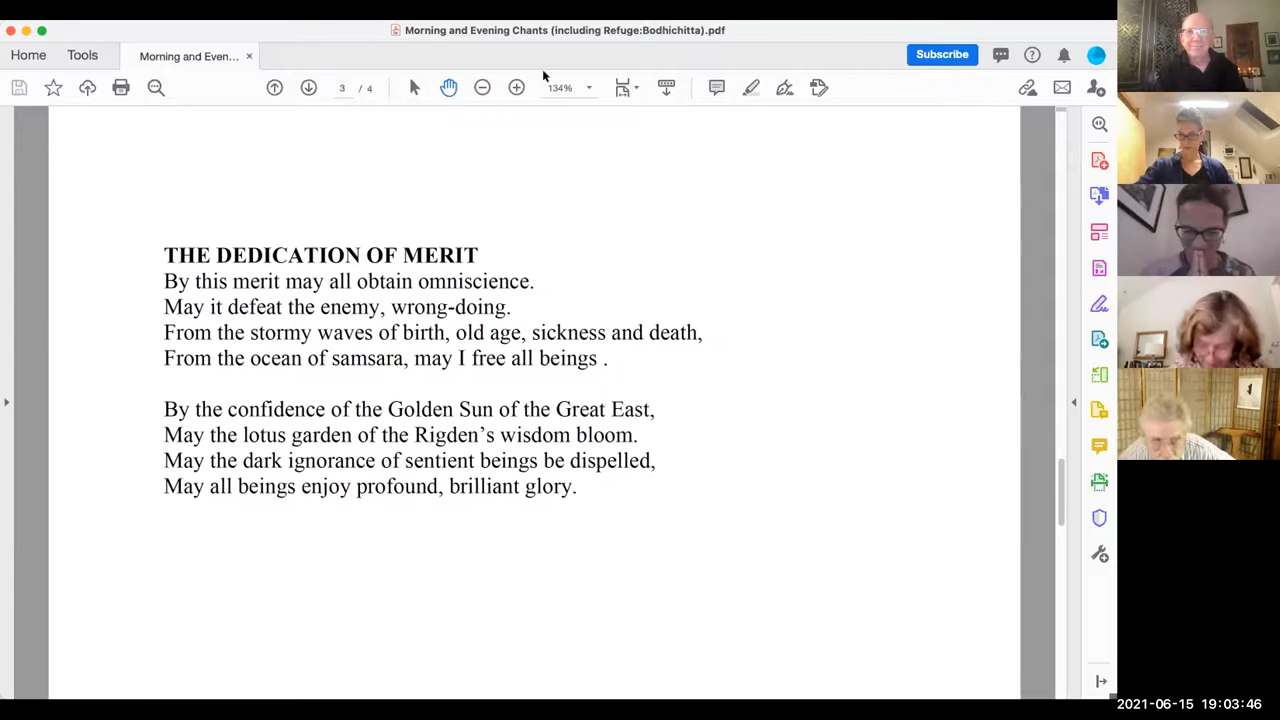 Morning and Evening Chants (including Refuge:Bodhichitta).pdf
Home Tools Morning and Even... × Subscribe
3 / 4 134%
THE DEDICATION OF MERIT
By this merit may all obtain omniscience.
May it defeat the enemy, wrong-doing.
From the stormy waves of birth, old age, sickness and death,
From the ocean of samsara, may I free all beings .
By the confidence of the Golden Sun of the Great East,
May the lotus garden of the Rigden’s wisdom bloom.
May the dark ignorance of sentient beings be dispelled,
May all beings enjoy profound, brilliant glory.
2021-06-15 19:03:46